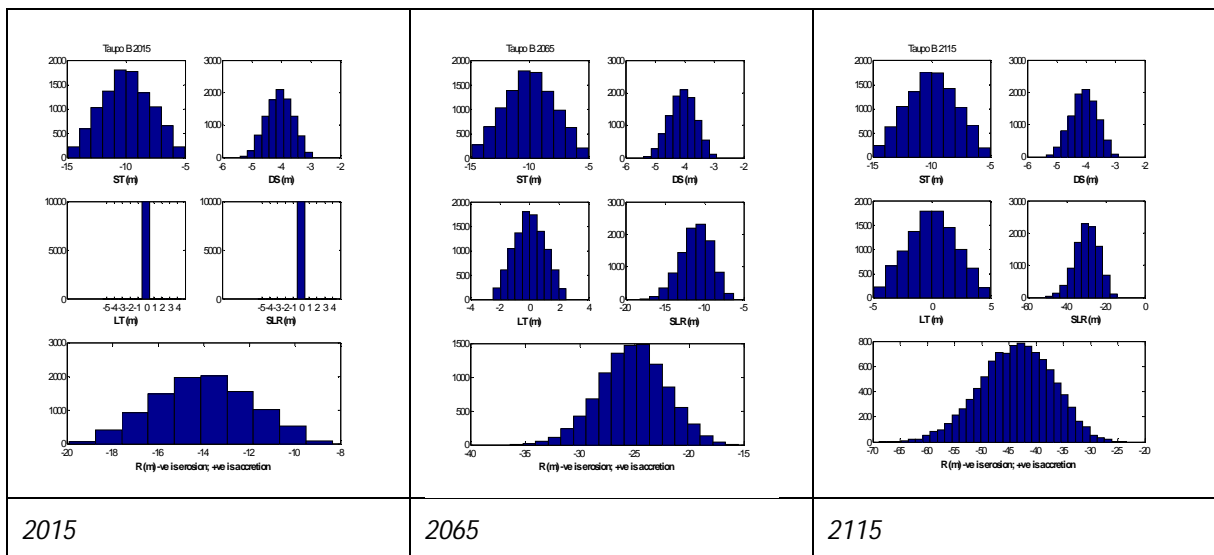 Taupo B 2015
2000
1500
1000
500
0
-15 -10 -5
ST (m)
3000
2000
1000
0
-6 -5 -4 -3 -2
DS (m)
10000
5000
0
-5-4-3-2-1 0 1 2 3 4
LT (m)
10000
5000
0
-5-4-3-2-1 0 1 2 3 4
SLR (m)
3000
2000
1000
0
-20 -18 -16 -14 -12 -10 -8
R (m) -ve is erosion; +ve is accretion
2015
Taupo B 2065
2000
1500
1000
500
0
-15 -10 -5
ST (m)
3000
2000
1000
0
-6 -5 -4 -3 -2
DS (m)
2000
1500
1000
500
0
-4 -2 0 2 4
LT (m)
3000
2000
1000
0
-20 -15 -10 -5
SLR (m)
1500
1000
500
0
-40 -35 -30 -25 -20 -15
R (m) -ve is erosion; +ve is accretion
2065
Taupo B 2115
2000
1500
1000
500
0
-15 -10 -5
ST (m)
3000
2000
1000
0
-6 -5 -4 -3 -2
DS (m)
2000
1500
1000
500
0
-5 0 5
LT (m)
3000
2000
1000
0
-60 -40 -20 0
SLR (m)
800
600
400
200
0
-70 -65 -60 -55 -50 -45 -40 -35 -30 -25 -20
R (m) -ve is erosion; +ve is accretion
2115